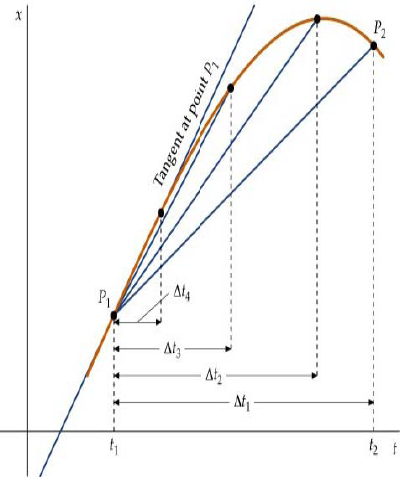 x
P₂
Tangent at point P₁
P₁
Δt₄
Δt₃
Δt₂
Δt₁
t₁
t₂
t